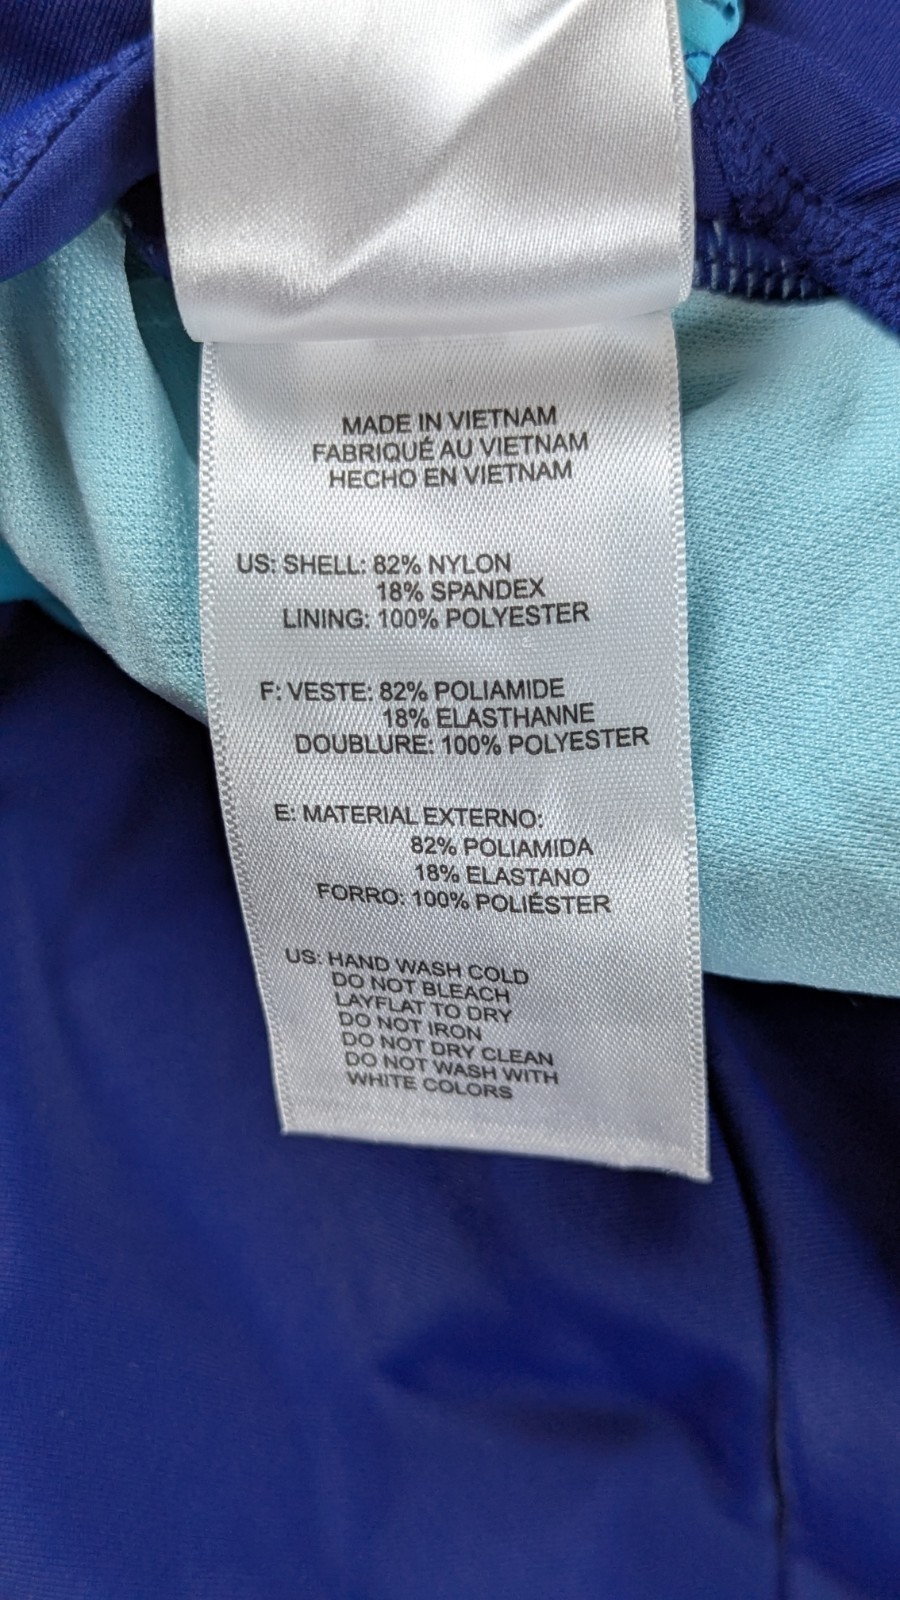 MADE IN VIETNAM
FABRIQUÉ AU VIETNAM
HECHO EN VIETNAM
US: SHELL: 82% NYLON
18% SPANDEX
LINING: 100% POLYESTER
F: VESTE: 82% POLIAMIDE
18% ELASTHANNE
DOUBLURE: 100% POLYESTER
E: MATERIAL EXTERNO:
82% POLIAMIDA
18% ELASTANO
FORRO: 100% POLIÉSTER
US: HAND WASH COLD
DO NOT BLEACH
LAYFLAT TO DRY
DO NOT IRON
DO NOT DRY CLEAN
DO NOT WASH WITH
WHITE COLORS